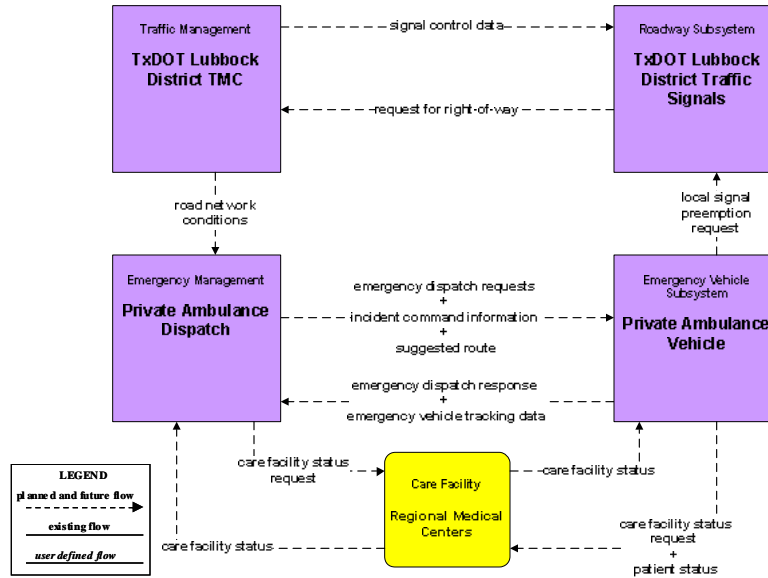 Traffic Management
TxDOT Lubbock
District TMC
signal control data
Roadway Subsystem
TxDOT Lubbock
District Traffic
Signals
request for right-of-way
road network
conditions
local signal
preemption
request
Emergency Management
Private Ambulance
Dispatch
emergency dispatch requests
+
incident command information
+
suggested route
Emergency Vehicle
Subsystem
Private Ambulance
Vehicle
emergency dispatch response
+
emergency vehicle tracking data
care facility status
request
Care Facility
Regional Medical
Centers
care facility status
care facility status
care facility status
request
+
patient status
LEGEND
planned and future flow
existing flow
user defined flow